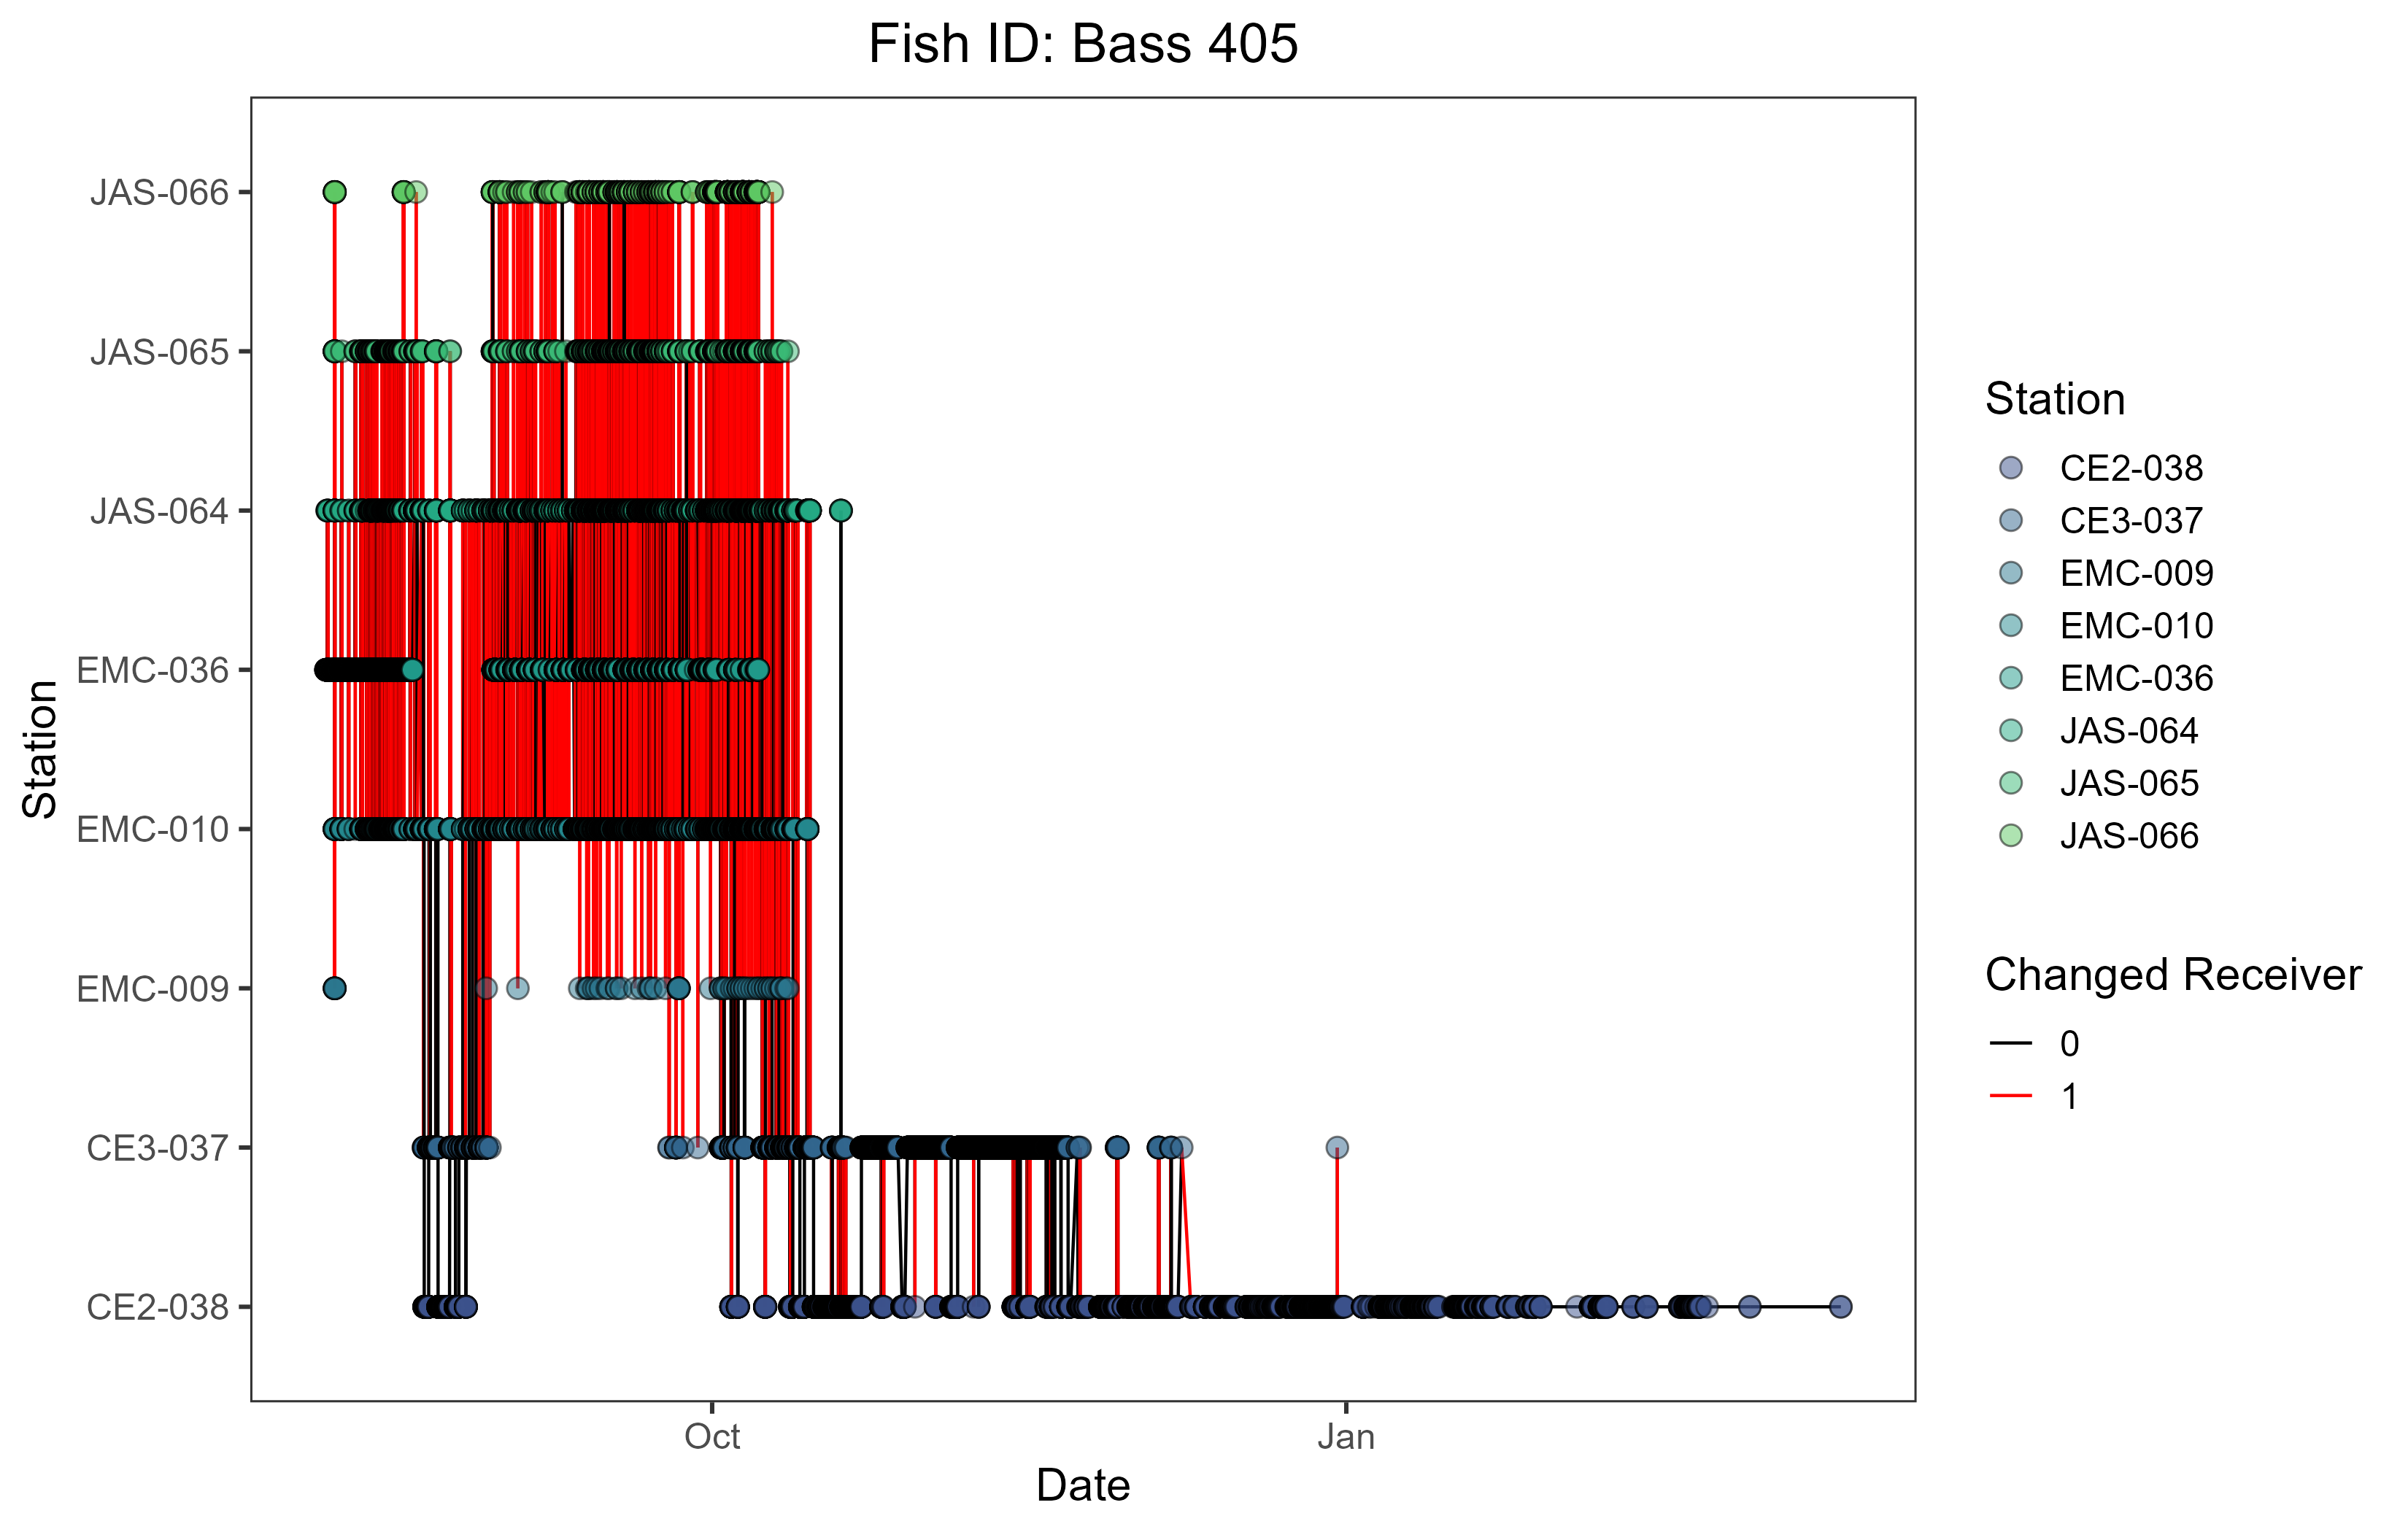 Fish ID: Bass 405
Station
JAS-066
JAS-065
JAS-064
EMC-036
EMC-010
EMC-009
CE3-037
CE2-038
Oct
Jan
Date
Station
CE2-038
CE3-037
EMC-009
EMC-010
EMC-036
JAS-064
JAS-065
JAS-066
Changed Receiver
0
1